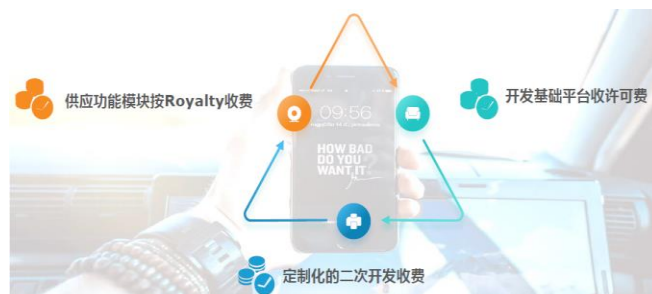 供应功能模块按Royalty收费
开发基础平台收许可费
09:56
HOW BAD
DO YOU
WANT IT
定制化的二次开发收费